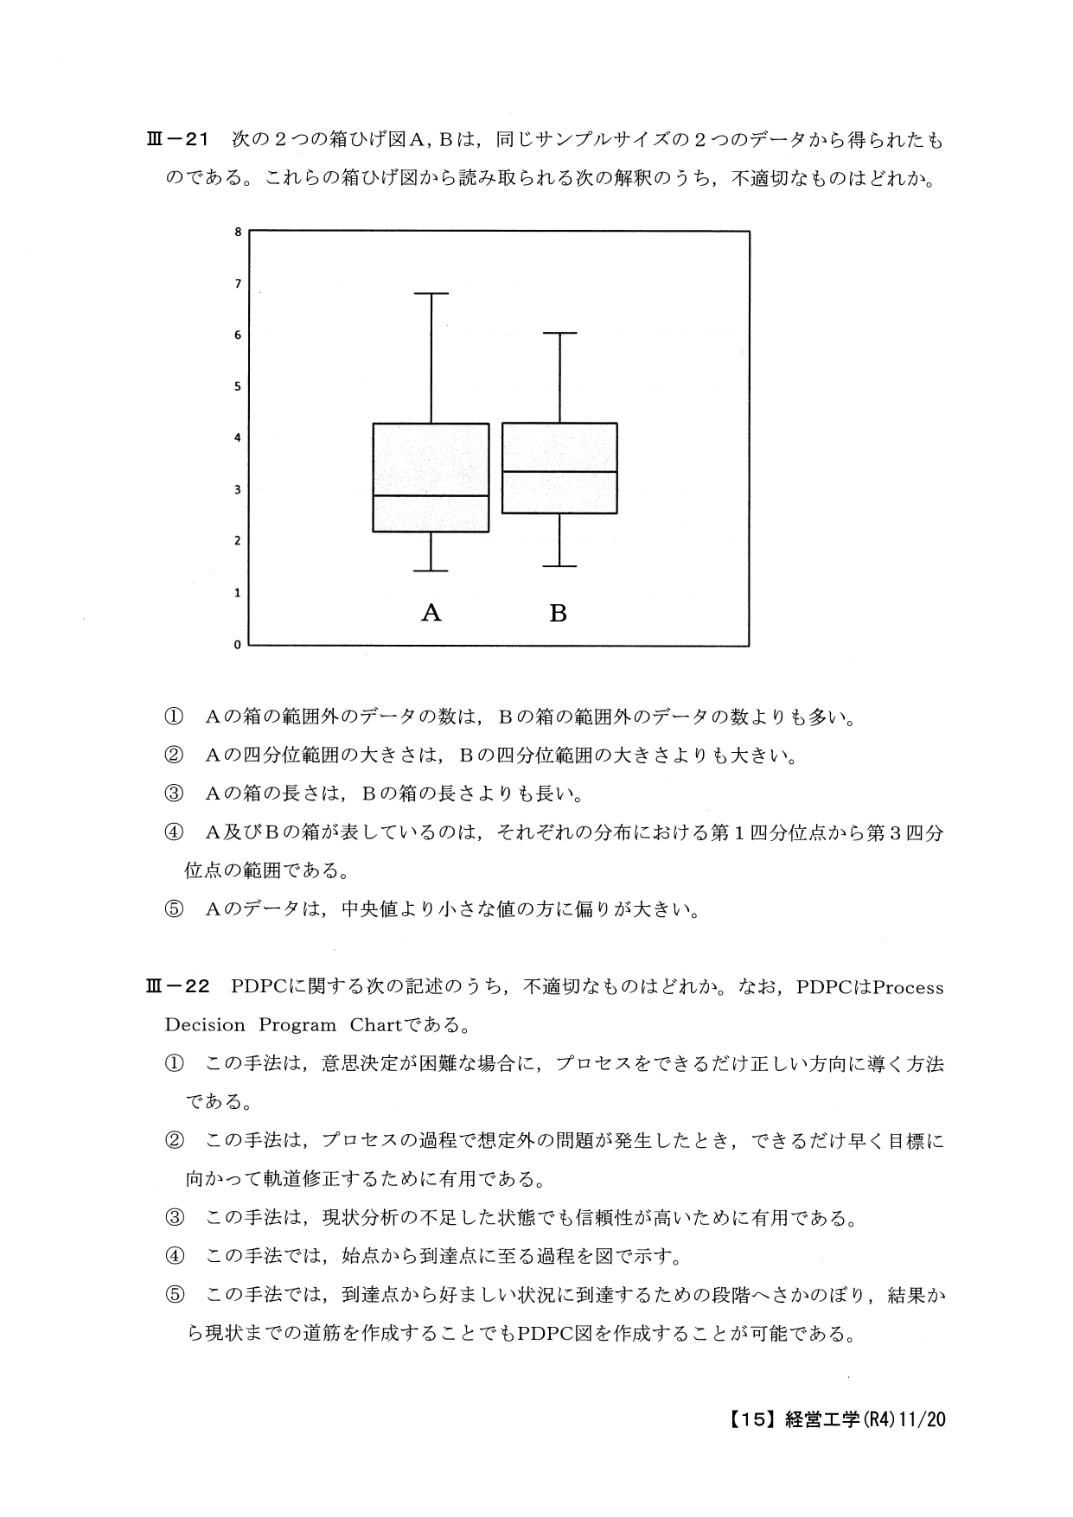 Ⅲ－21　次の２つの箱ひげ図Ａ，Ｂは，同じサンプルサイズの２つのデータから得られたも
のである。これらの箱ひげ図から読み取られる次の解釈のうち，不適切なものはどれか。
8
7
6
5
4
3
2
1
0
A
B
①　Ａの箱の範囲外のデータの数は，Ｂの箱の範囲外のデータの数よりも多い。
②　Ａの四分位範囲の大きさは，Ｂの四分位範囲の大きさよりも大きい。
③　Ａの箱の長さは，Ｂの箱の長さよりも長い。
④　Ａ及びＢの箱が表しているのは，それぞれの分布における第１四分位点から第３四分
位点の範囲である。
⑤　Ａのデータは，中央値より小さな値の方に偏りが大きい。
Ⅲ－22　PDPCに関する次の記述のうち，不適切なものはどれか。なお，PDPCはProcess
Decision Program Chartである。
①　この手法は，意思決定が困難な場合に，プロセスをできるだけ正しい方向に導く方法
である。
②　この手法は，プロセスの過程で想定外の問題が発生したとき，できるだけ早く目標に
向かって軌道修正するために有用である。
③　この手法は，現状分析の不足した状態でも信頼性が高いために有用である。
④　この手法では，始点から到達点に至る過程を図で示す。
⑤　この手法では，到達点から好ましい状況に到達するための段階へさかのぼり，結果か
ら現状までの道筋を作成することでもPDPC図を作成することが可能である。
【15】経営工学(R4)11/20